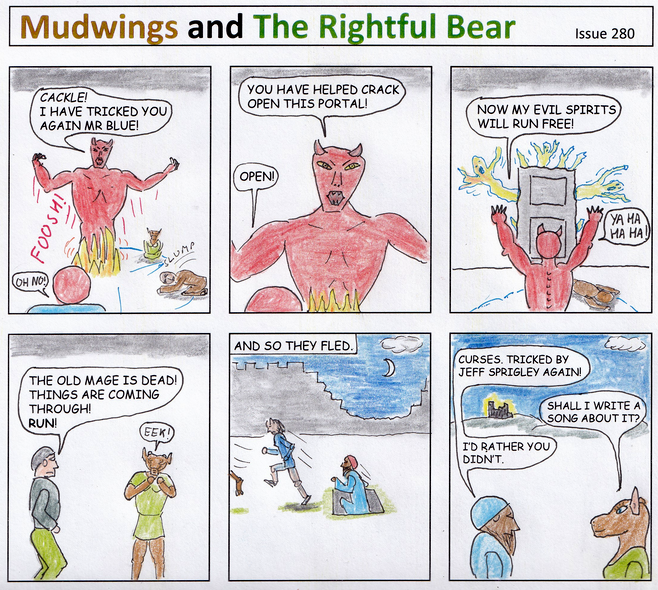 Mudwings and The Rightful Bear
Issue 280
CACKLE!
I HAVE TRICKED YOU
AGAIN MR BLUE!
FOOSH!
SLUMP
OH NO!
YOU HAVE HELPED CRACK
OPEN THIS PORTAL!
OPEN!
NOW MY EVIL SPIRITS
WILL RUN FREE!
YA HA
HA HA!
THE OLD MAGE IS DEAD!
THINGS ARE COMING
THROUGH!
RUN!
EEK!
AND SO THEY FLED.
CURSES. TRICKED BY
JEFF SPRIGLEY AGAIN!
SHALL I WRITE A
SONG ABOUT IT?
I'D RATHER YOU
DIDN'T.